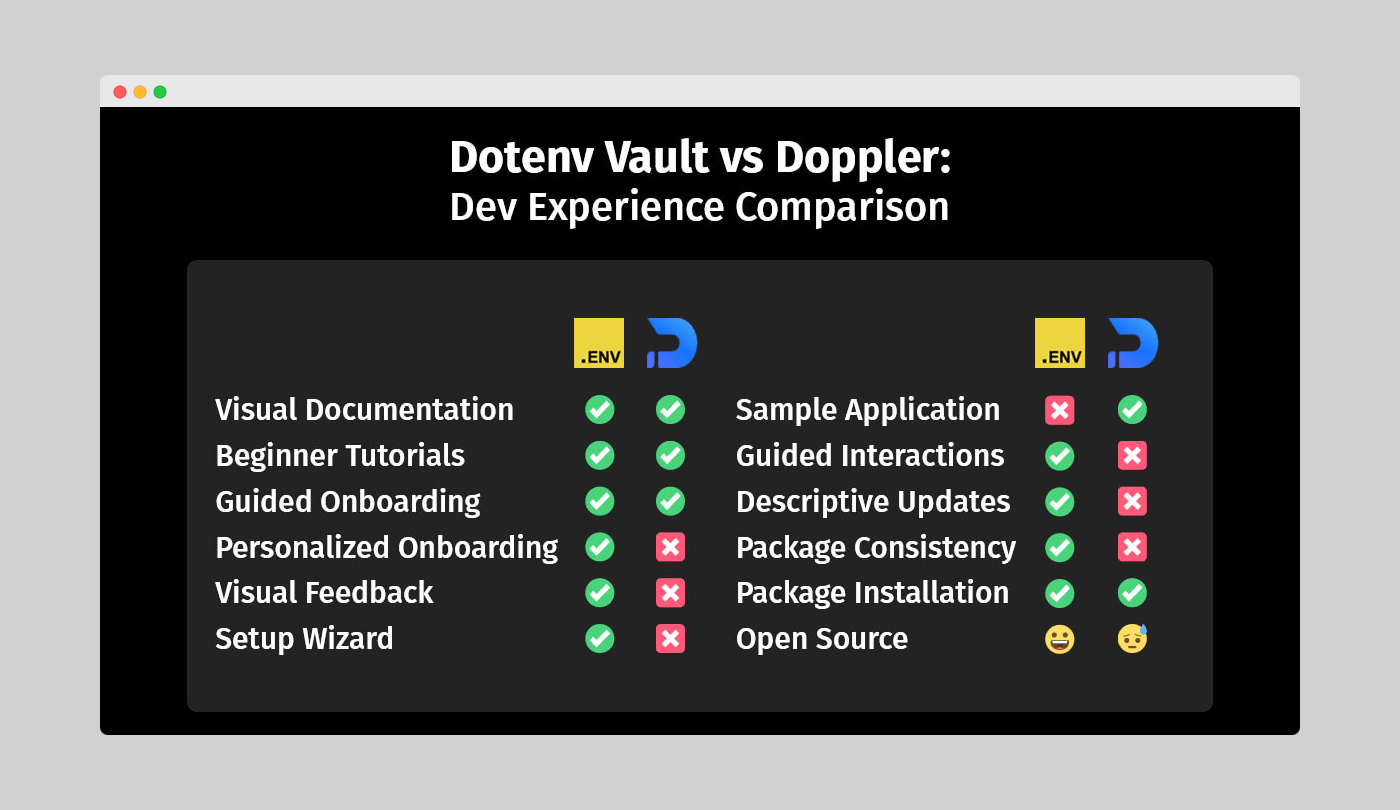 Dotenv Vault vs Doppler:
Dev Experience Comparison
.ENV
.ENV
Visual Documentation
Beginner Tutorials
Guided Onboarding
Personalized Onboarding
Visual Feedback
Setup Wizard
Sample Application
Guided Interactions
Descriptive Updates
Package Consistency
Package Installation
Open Source